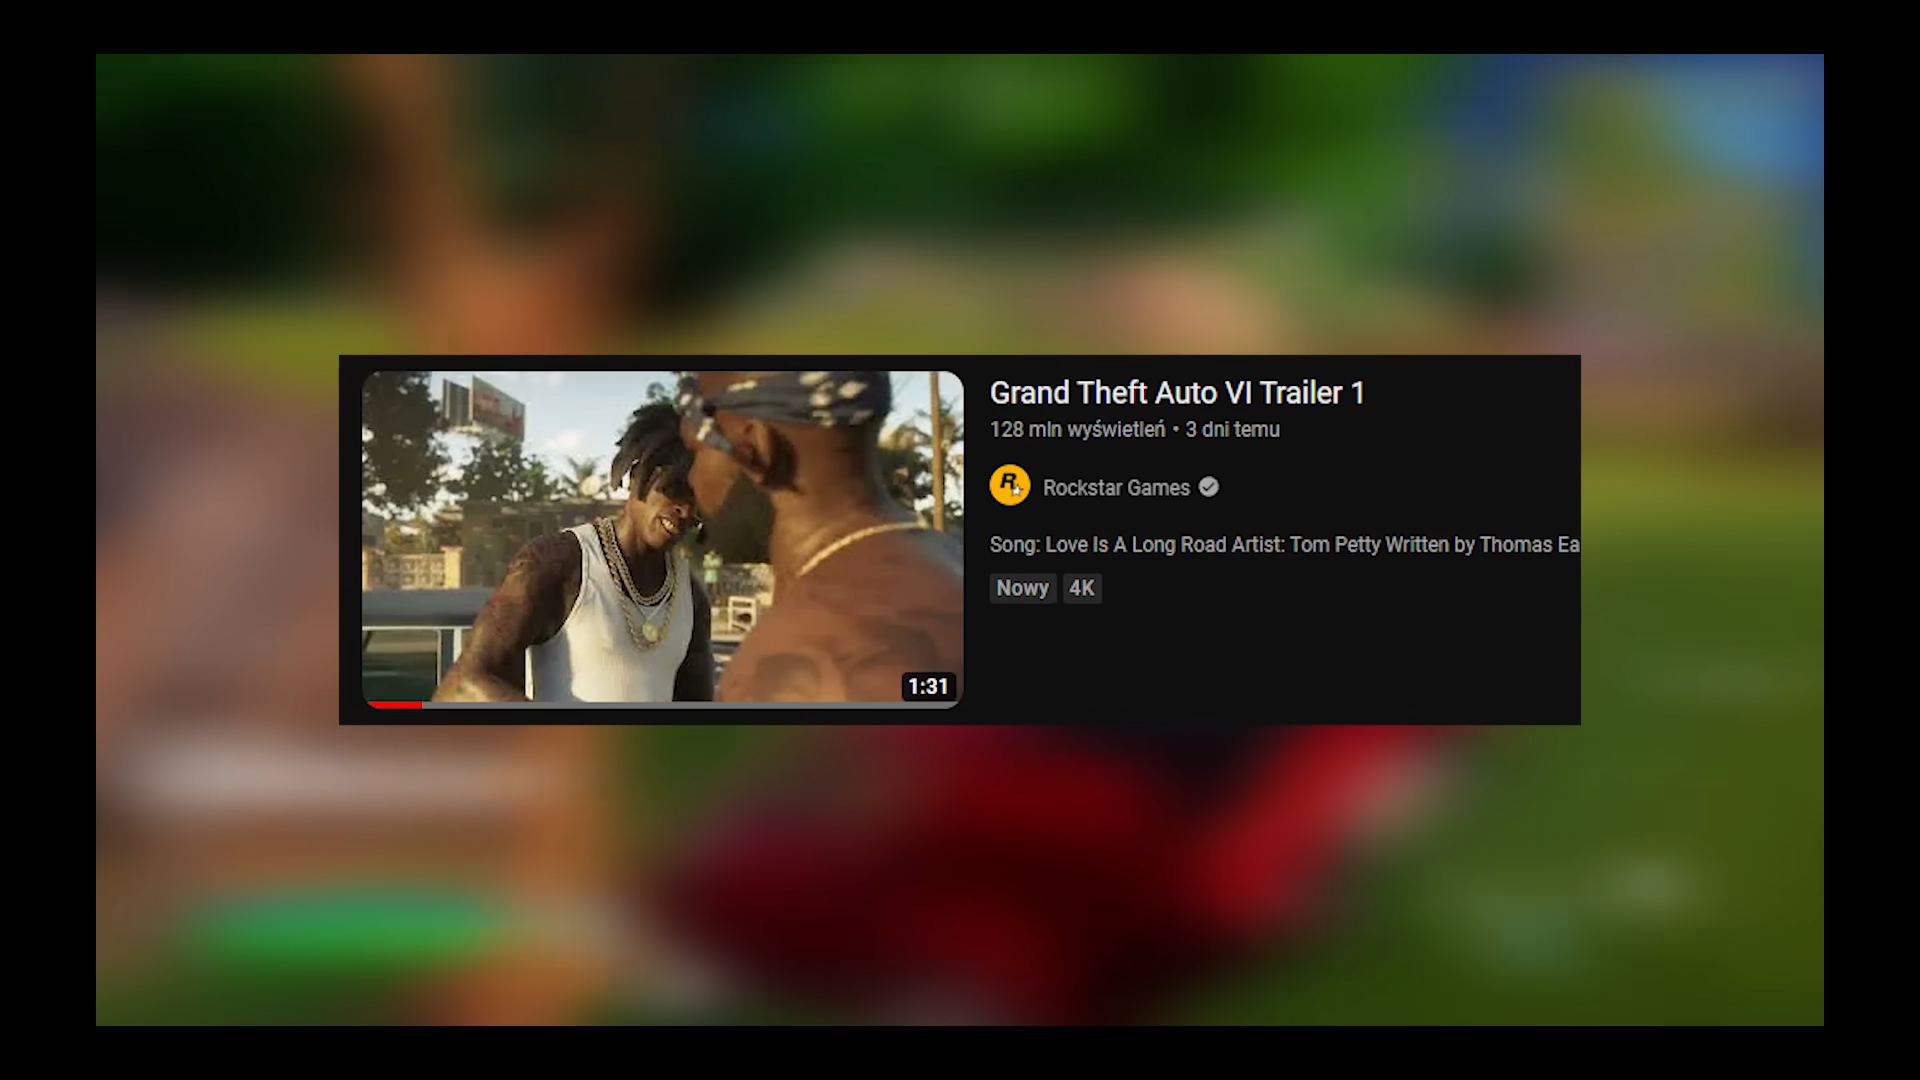 Grand Theft Auto VI Trailer 1
128 mln wyświetleń • 3 dni temu
R
Rockstar Games
Song: Love Is A Long Road Artist: Tom Petty Written by Thomas Ea
Nowy 4K
1:31